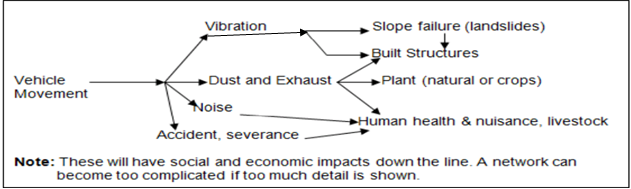 Vibration
Slope failure (landslides)
Built Structures
Vehicle
Movement
Dust and Exhaust
Plant (natural or crops)
Noise
Human health & nuisance, livestock
Accident, severance
Note: These will have social and economic impacts down the line. A network can
become too complicated if too much detail is shown.